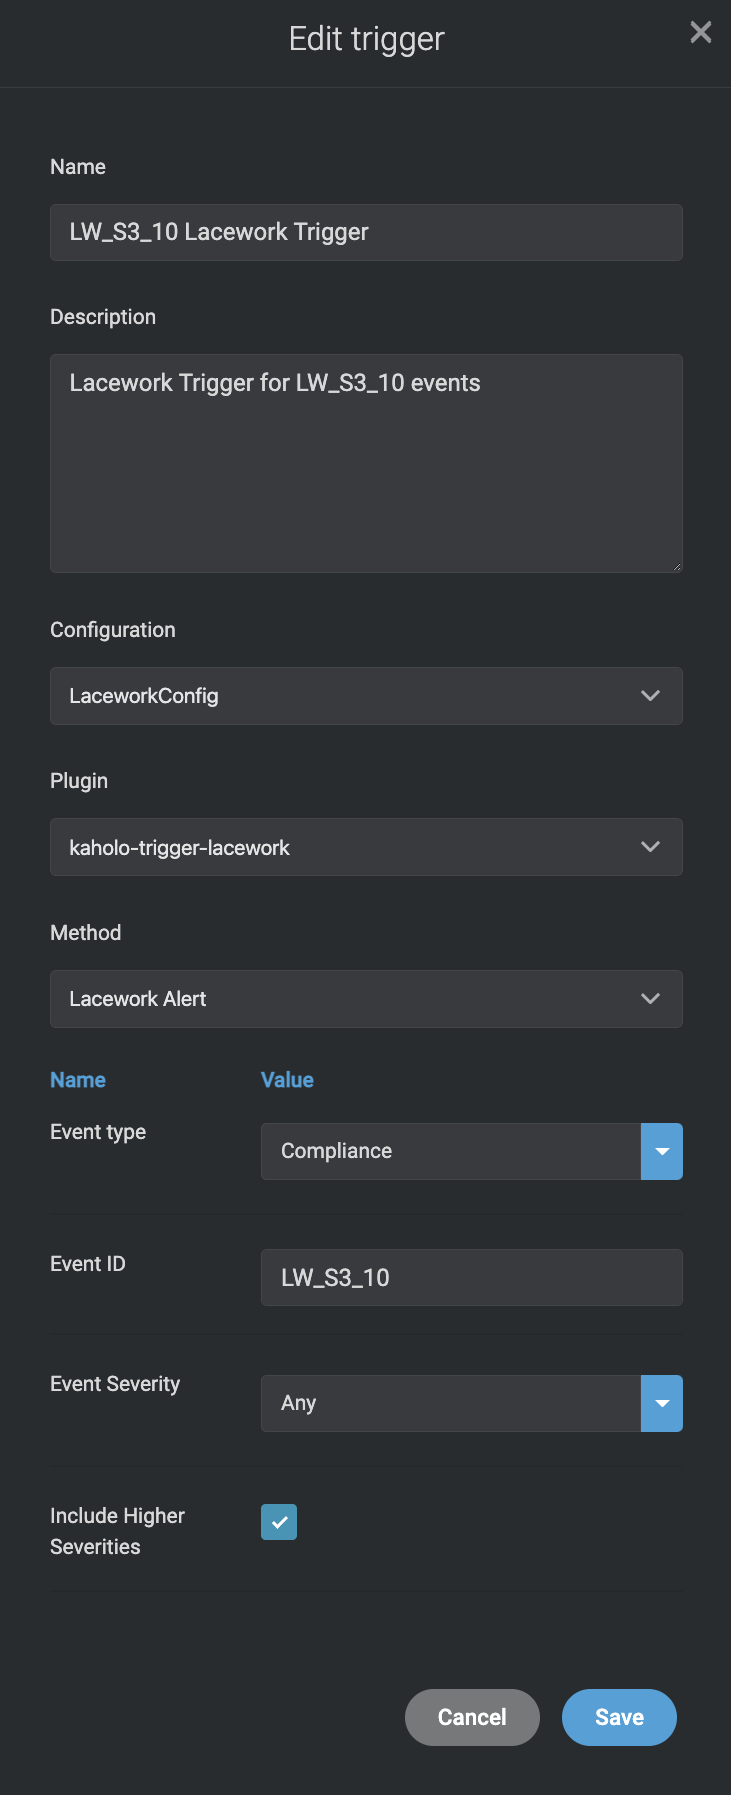 Edit trigger
Name
LW_S3_10 Lacework Trigger
Description
Lacework Trigger for LW_S3_10 events
Configuration
LaceworkConfig
Plugin
kaholo-trigger-lacework
Method
Lacework Alert
Name Value
Event type Compliance
Event ID LW_S3_10
Event Severity Any
Include Higher
Severities
Cancel Save